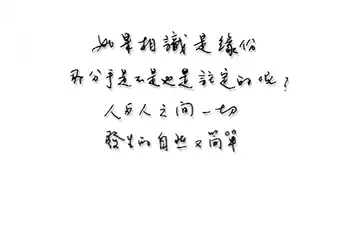 如果相識是緣份
那分手是不是也是註定的呢?
人与人之间一切
發生的自然又簡單